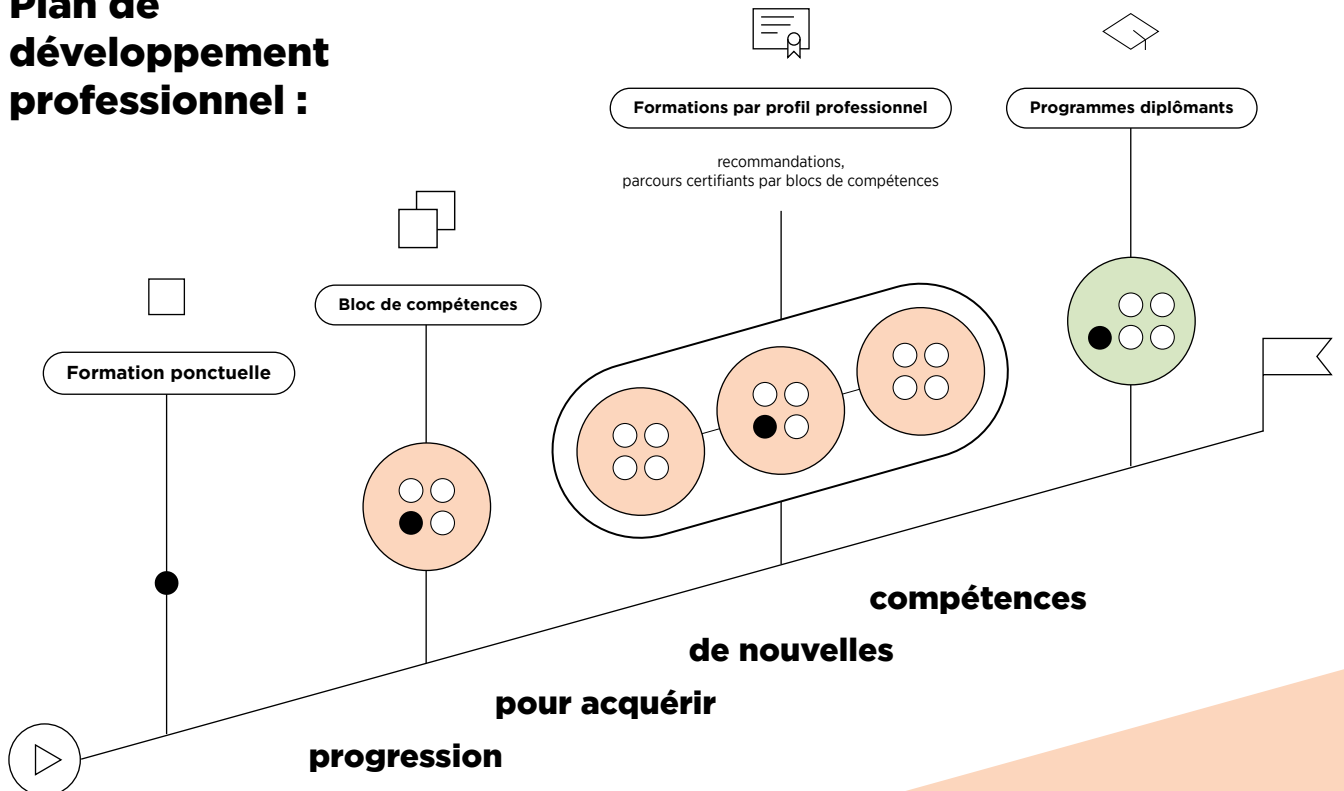 Plan de
développement
professionnel :
Formations par profil professionnel
recommandations,
parcours certifiants par blocs de compétences
Programmes diplômants
Bloc de compétences
Formation ponctuelle
progression
pour acquérir
de nouvelles
compétences